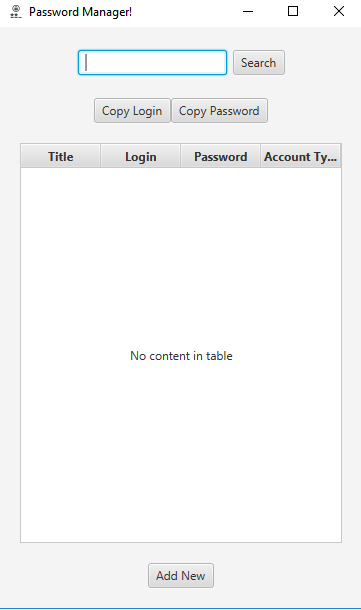 Password Manager!
Search
Copy Login Copy Password
Title Login Password Account Ty...
No content in table
Add New